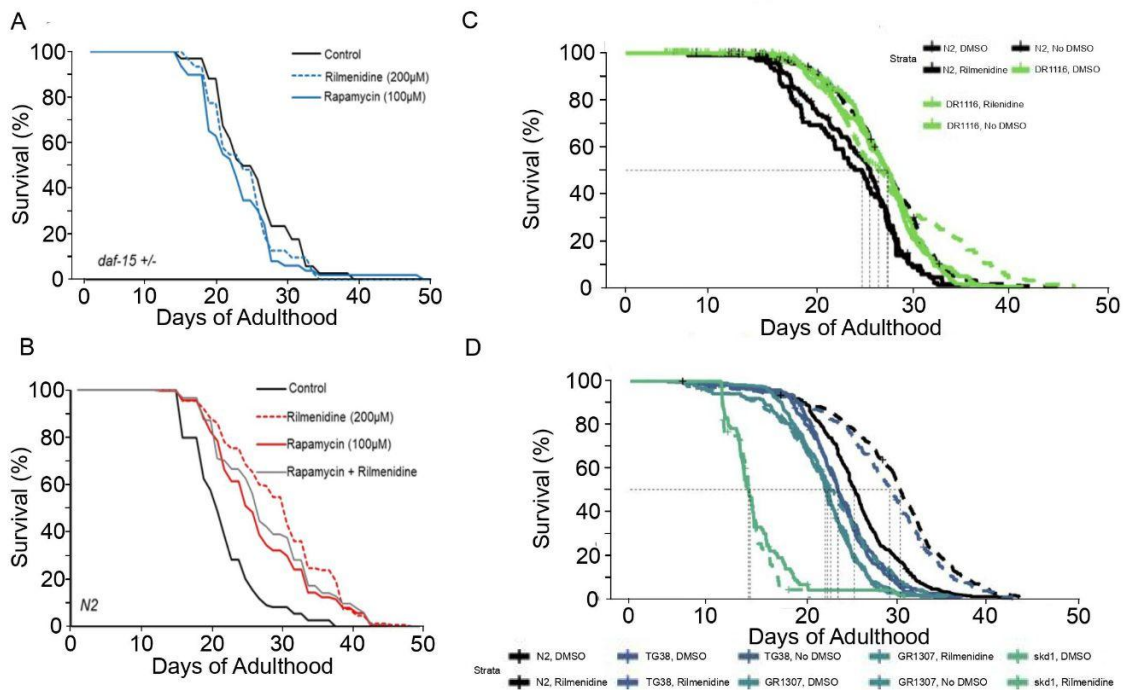 A
100
80
60
40
20
0
Survival (%)
Control
Rilmenidine (200µM)
Rapamycin (100µM)
daf-15 +/-
0 10 20 30 40 50
Days of Adulthood
B
100
80
60
40
20
0
Survival (%)
Control
Rilmenidine (200µM)
Rapamycin (100µM)
Rapamycin + Rilmenidine
N2
0 10 20 30 40 50
Days of Adulthood
C
100
80
60
40
20
0
Survival (%)
Strata
N2, DMSO N2, No DMSO
N2, Rilmenidine DR1116, DMSO
DR1116, Rilenidine
DR1116, No DMSO
0 10 20 30 40 50
Days of Adulthood
D
100
80
60
40
20
0
Survival (%)
0 10 20 30 40 50
Days of Adulthood
Strata
N2, DMSO TG38, DMSO TG38, No DMSO GR1307, Rilmenidine skd1, DMSO
N2, Rilmenidine TG38, Rilmenidine GR1307, DMSO GR1307, No DMSO skd1, Rilmenidine